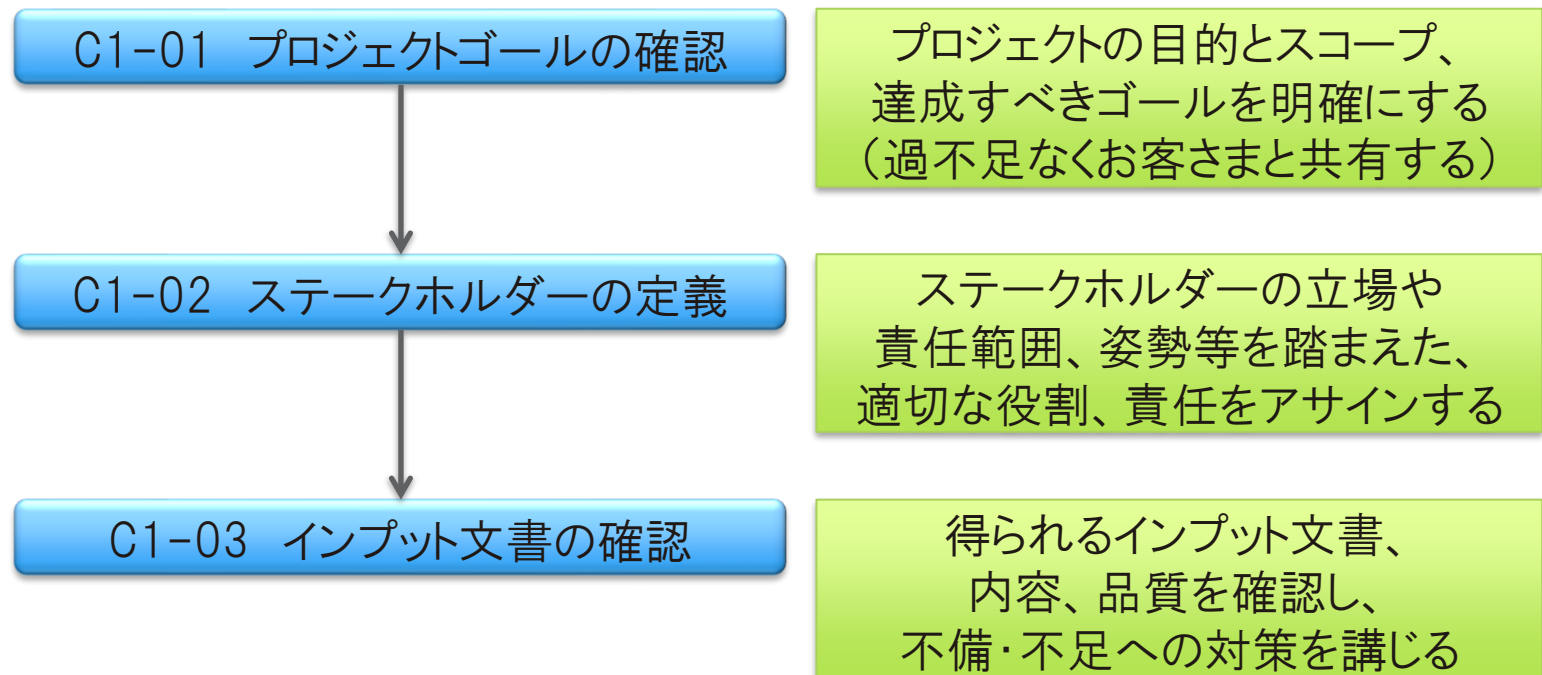 C1-01 プロジェクトゴールの確認
プロジェクトの目的とスコープ、
達成すべきゴールを明確にする
（過不足なくお客さまと共有する）
C1-02 ステークホルダーの定義
ステークホルダーの立場や
責任範囲、姿勢等を踏まえた、
適切な役割、責任をアサインする
C1-03 インプット文書の確認
得られるインプット文書、
内容、品質を確認し、
不備・不足への対策を講じる